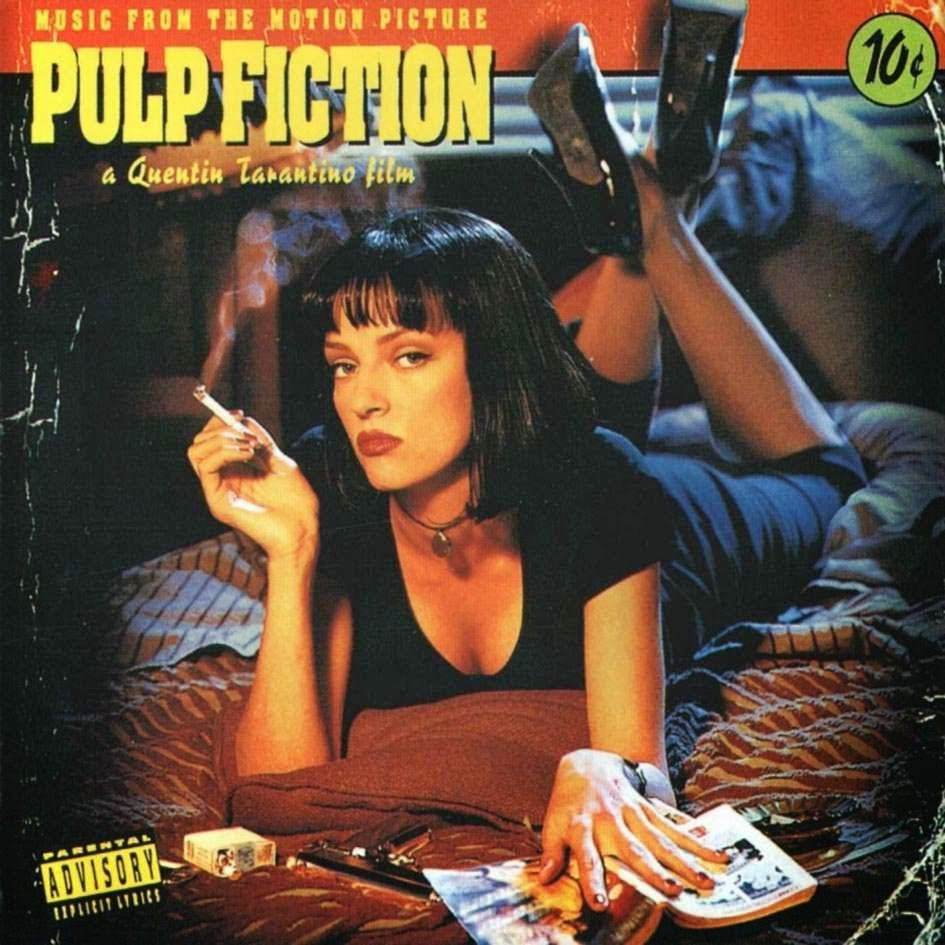 MUSIC FROM THE MOTION PICTURE
PULP FICTION
a Quentin Tarantino film
10¢
PARENTAL
ADVISORY
EXPLICIT LYRICS